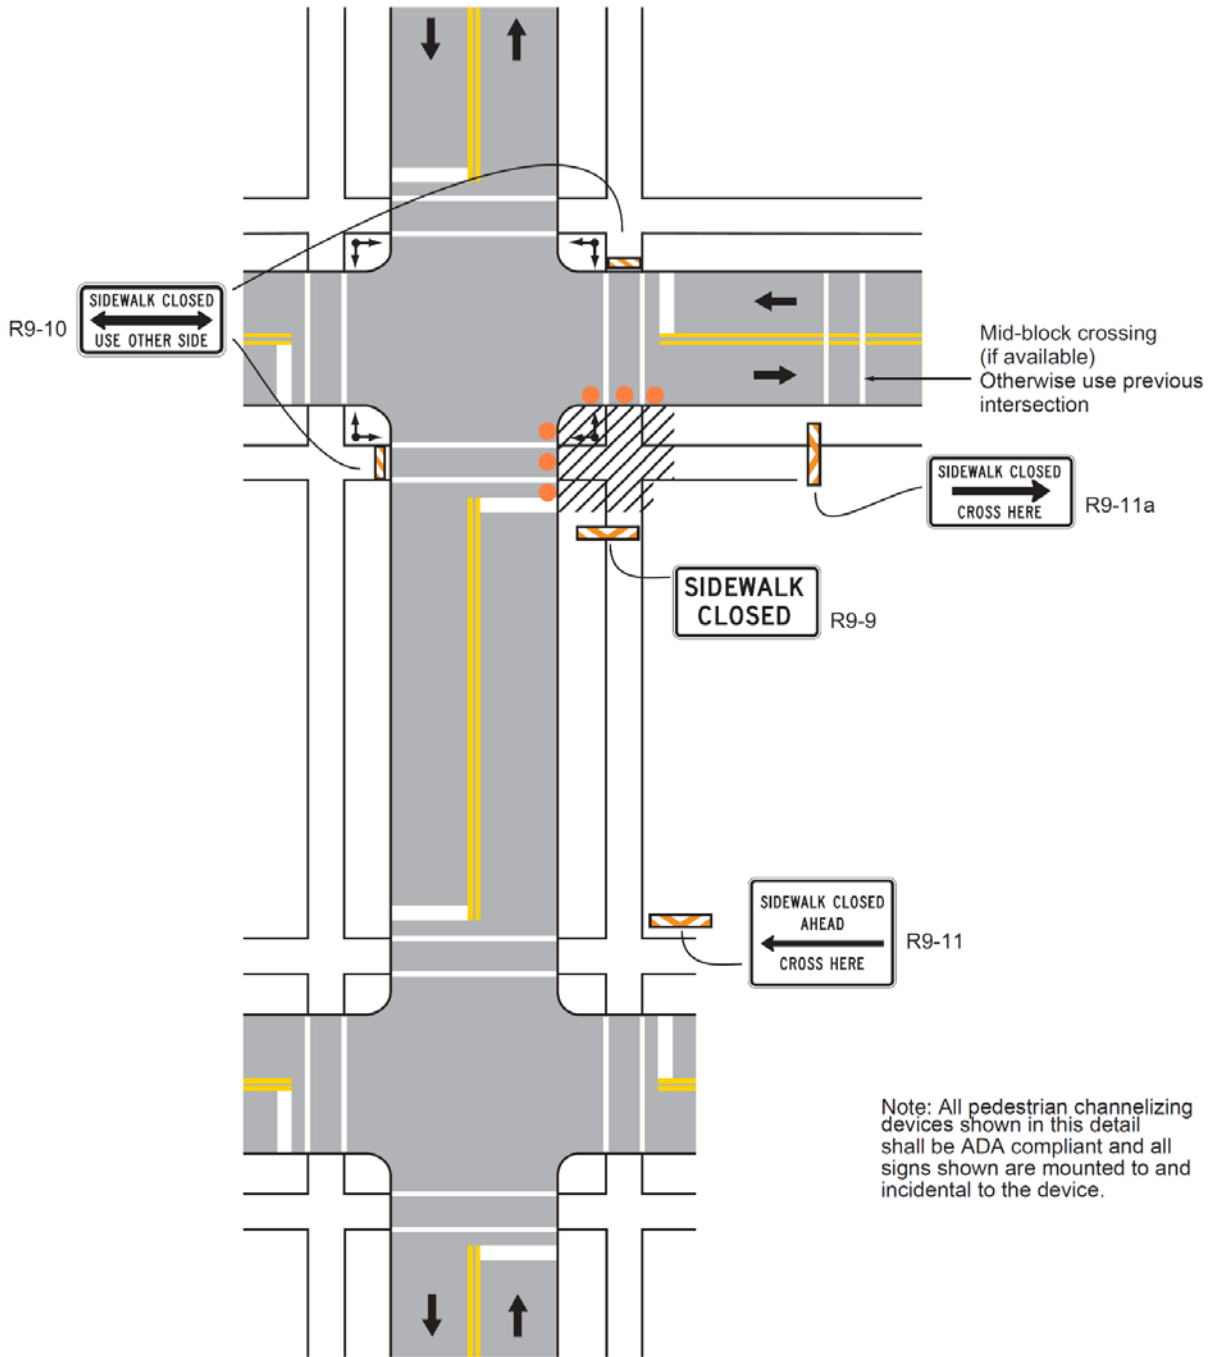 R9-10
SIDEWALK CLOSED
USE OTHER SIDE
Mid-block crossing
(if available)
Otherwise use previous
intersection
SIDEWALK CLOSED
CROSS HERE
R9-11a
SIDEWALK
CLOSED
R9-9
SIDEWALK CLOSED
AHEAD
CROSS HERE
R9-11
Note: All pedestrian channelizing
devices shown in this detail
shall be ADA compliant and all
signs shown are mounted to and
incidental to the device.